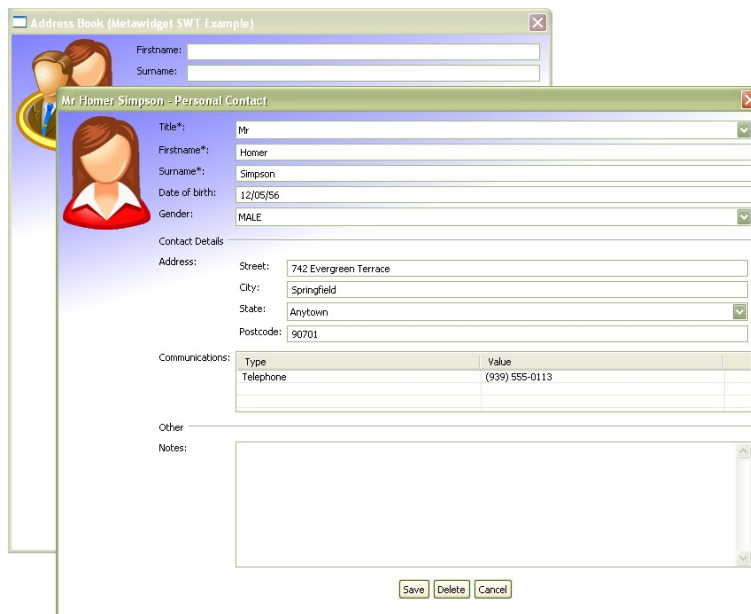 Address Book (Metawidget SWT Example)
Firstname:
Surname:
Mr Homer Simpson - Personal Contact
Title*: Mr
Firstname*: Homer
Surname*: Simpson
Date of birth: 12/05/56
Gender: MALE
Contact Details
Address: Street: 742 Evergreen Terrace
City: Springfield
State: Anytown
Postcode: 90701
Communications: Type Value
Telephone (939) 555-0113
Other
Notes:
Save Delete Cancel